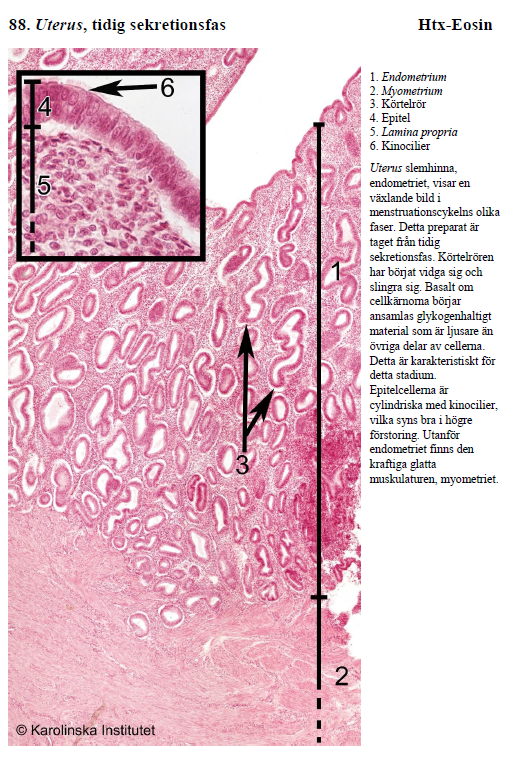 88. Uterus, tidig sekretionsfas
Htx-Eosin
6
4
5
1
3
2
© Karolinska Institutet
1. Endometrium
2. Myometrium
3. Körtelrör
4. Epitel
5. Lamina propria
6. Kinocilier
Uterus slemhinna,
endometriet, visar en
växlande bild i
menstruationscykelns olika
faser. Detta preparat är
taget från tidig
sekretionsfas. Körtelrören
har börjat vidga sig och
slingra sig. Basalt om
cellkärnorna börjar
ansamlas glykogenhaltigt
material som är ljusare än
övriga delar av cellerna.
Detta är karakteristiskt för
detta stadium.
Epitelcellerna är
cylindriska med kinocilier,
vilka syns bra i högre
förstoring. Utanför
endometriet finns den
kraftiga glatta
muskulaturen, myometriet.